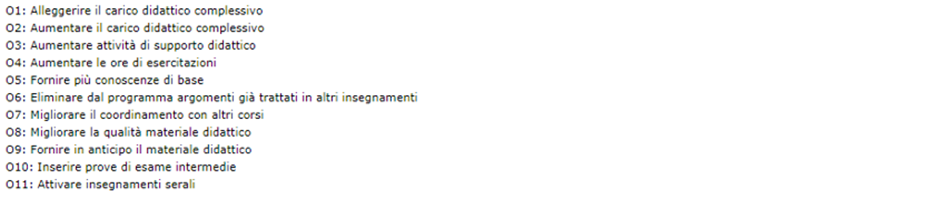 O1: Alleggerire il carico didattico complessivo
O2: Aumentare il carico didattico complessivo
O3: Aumentare attività di supporto didattico
O4: Aumentare le ore di esercitazioni
O5: Fornire più conoscenze di base
O6: Eliminare dal programma argomenti già trattati in altri insegnamenti
O7: Migliorare il coordinamento con altri corsi
O8: Migliorare la qualità materiale didattico
O9: Fornire in anticipo il materiale didattico
O10: Inserire prove di esame intermedie
O11: Attivare insegnamenti serali